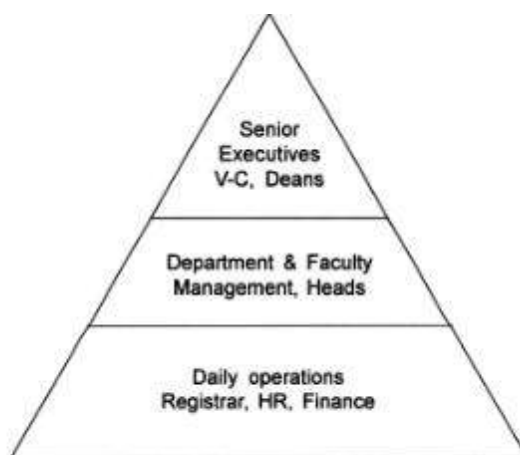 Senior
Executives
V-C, Deans
Department & Faculty
Management, Heads
Daily operations
Registrar, HR, Finance